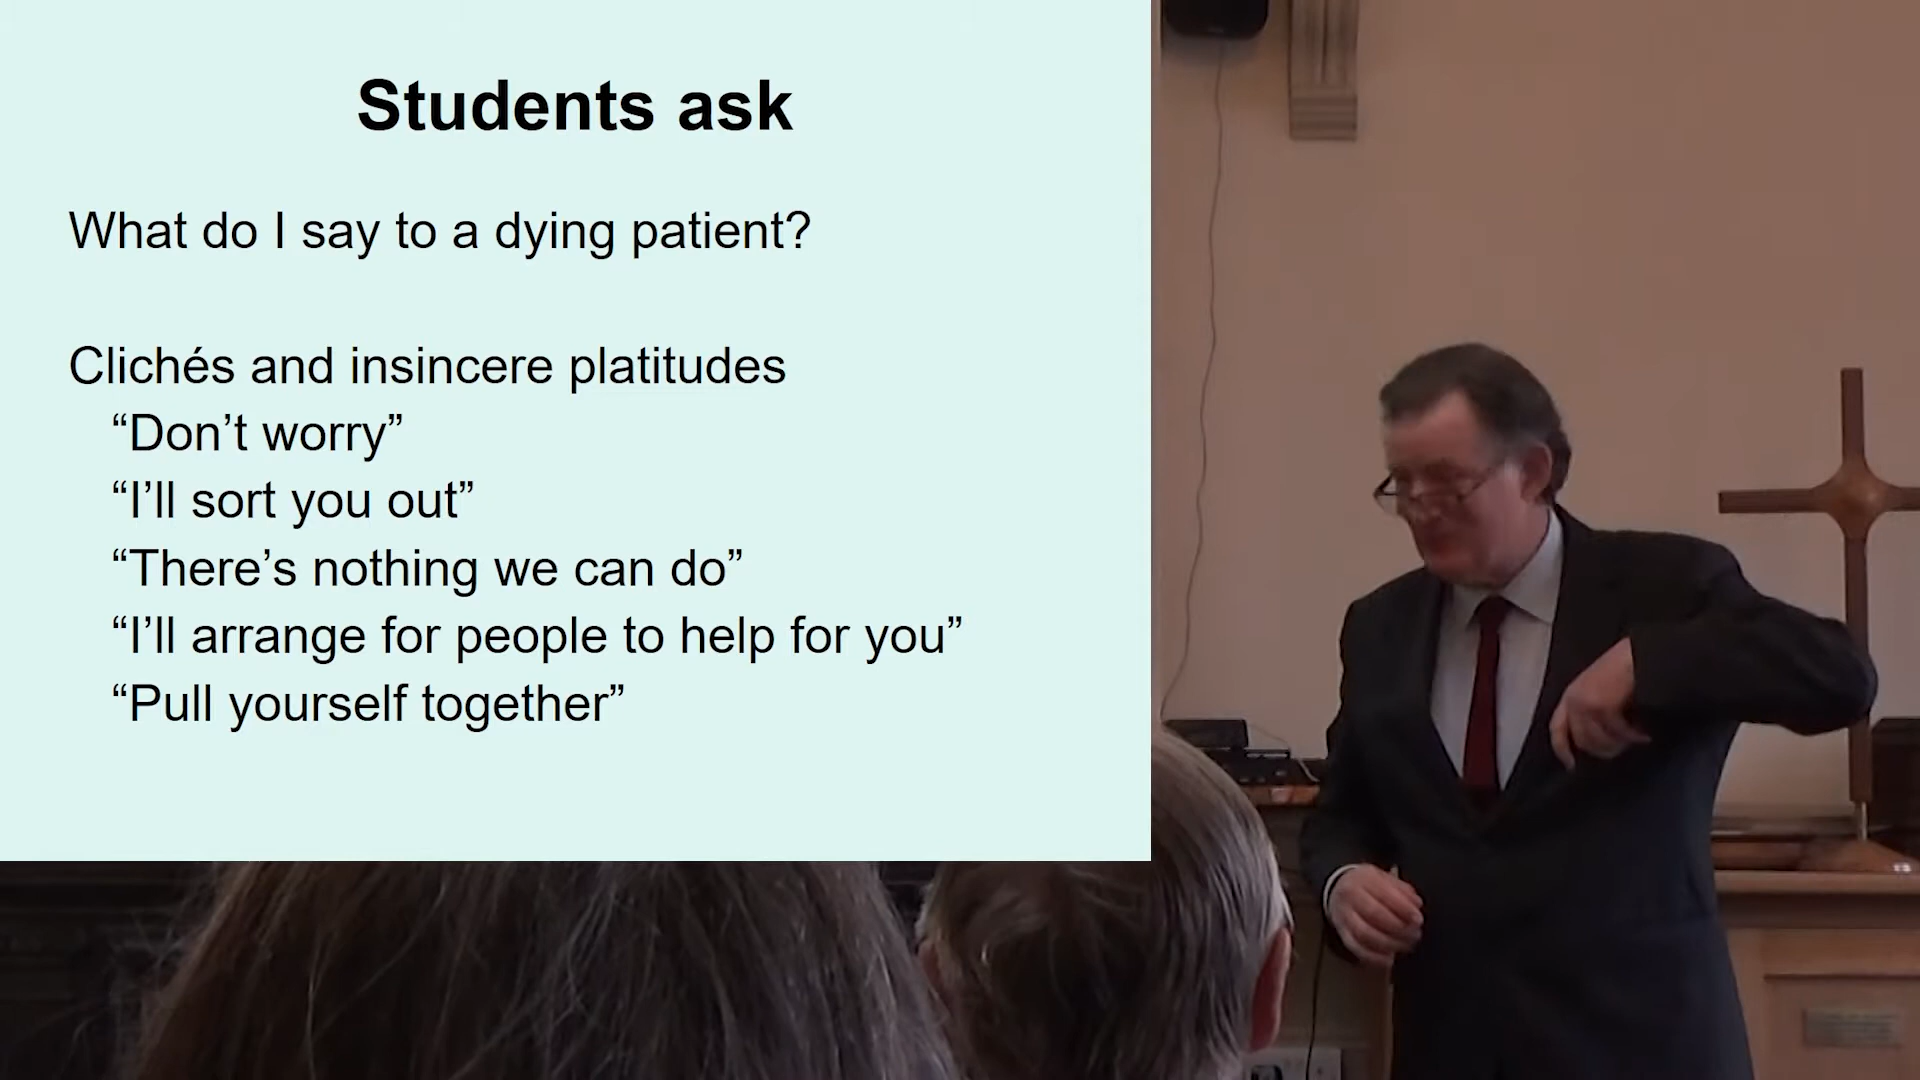 Students ask
What do I say to a dying patient?
Clichés and insincere platitudes
“Don’t worry”
“I’ll sort you out”
“There’s nothing we can do”
“I’ll arrange for people to help for you”
“Pull yourself together”